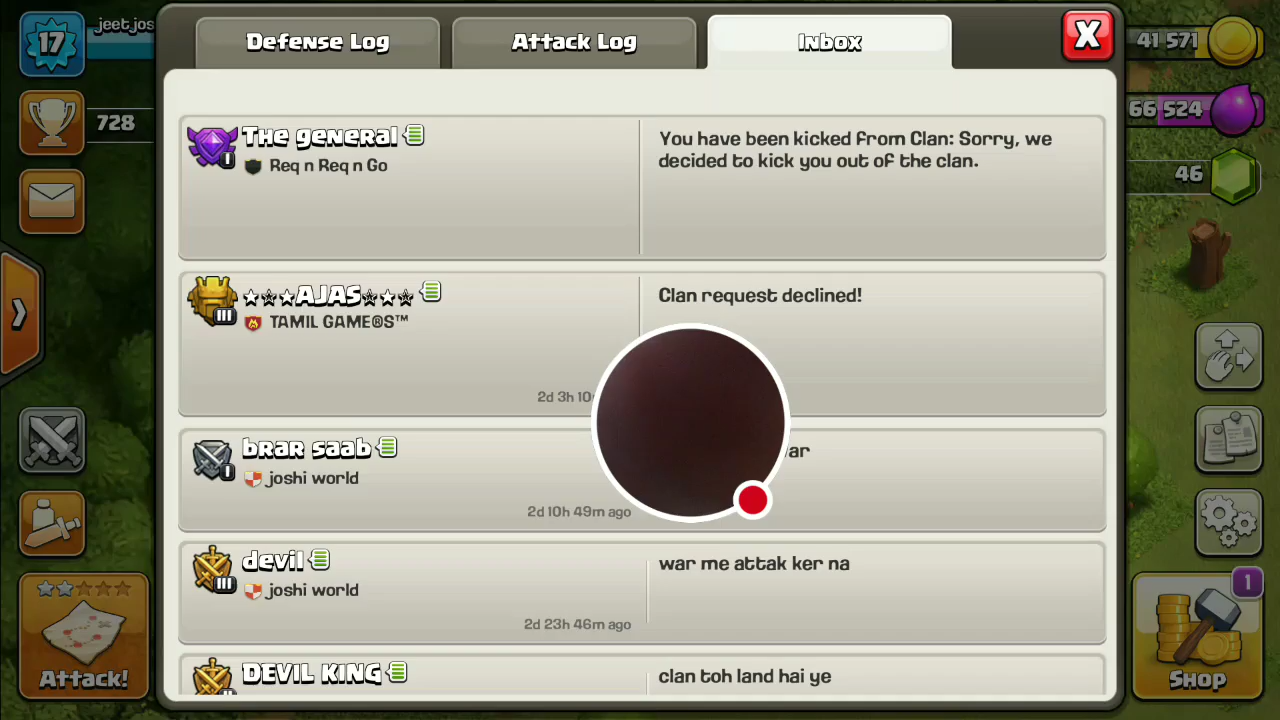 jeet.jos
17
Defense Log
Attack Log
Inbox
X
41 571
728
66 524
46
The general
Req n Req n Go
You have been kicked from Clan: Sorry, we
decided to kick you out of the clan.
I
★☆★AJAS☆★☆
TAMIL GAME®S™
III
2d 3h 10
Clan request declined!
brar saab
joshi world
I
2d 10h 49m ago
devil
joshi world
III
2d 23h 46m ago
war me attak ker na
DEVIL KING
clan toh land hai ye
Attack!
1
Shop